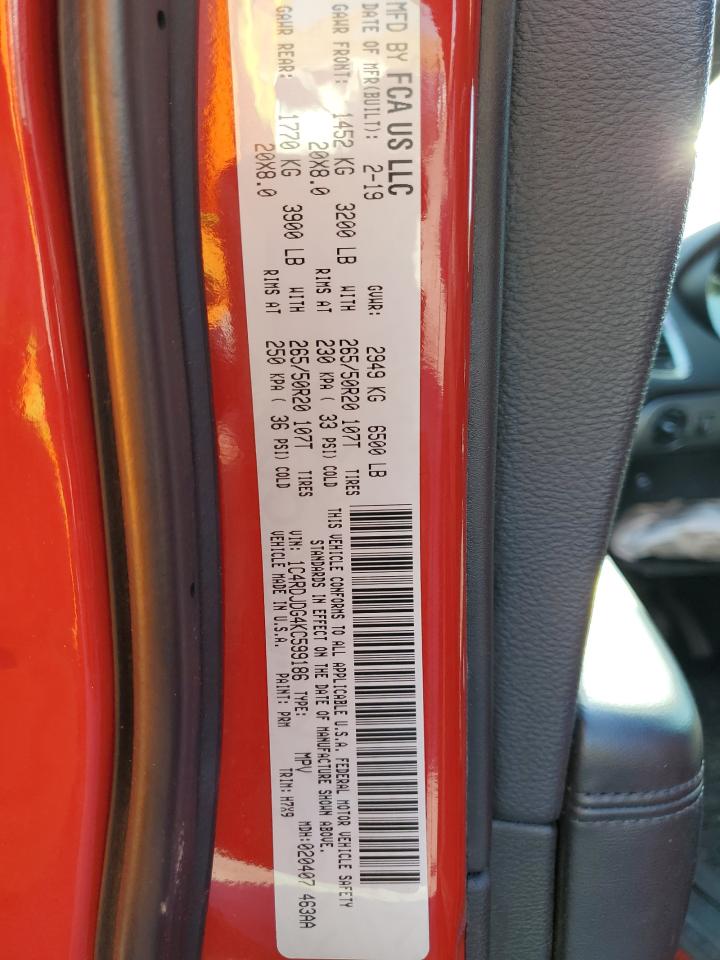 MFD BY FCA US LLC
DATE OF MFR(BUILT): 2-19 GVWR: 2949 KG 6500 LB
GAWR FRONT: 1452 KG 3200 LB WITH 265/50R20 107T TIRES
20X8.0 RIMS AT 230 KPA ( 33 PSI) COLD
GAWR REAR: 1770 KG 3900 LB WITH 265/50R20 107T TIRES
20X8.0 RIMS AT 250 KPA ( 36 PSI) COLD
THIS VEHICLE CONFORMS TO ALL APPLICABLE U.S.A. FEDERAL MOTOR VEHICLE SAFETY
STANDARDS IN EFFECT ON THE DATE OF MANUFACTURE SHOWN ABOVE.
VIN: 1C4RDJDG4KC599186 TYPE: MPV MDH:020407 463AA
VEHICLE MADE IN U.S.A. PAINT: PRM TRIM: H7X9